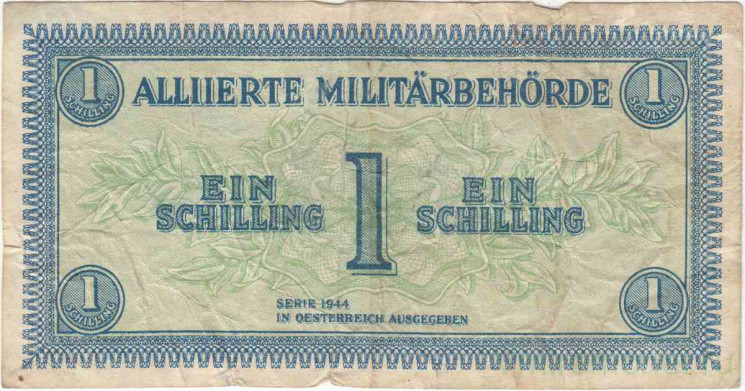 1 SCHILLING
ALLIIERTE MILITÄRBEHÖRDE
1 SCHILLING
EIN SCHILLING
1
EIN SCHILLING
SERIE 1944
IN OESTERREICH AUSGEGEBEN
1 SCHILLING
1 SCHILLING